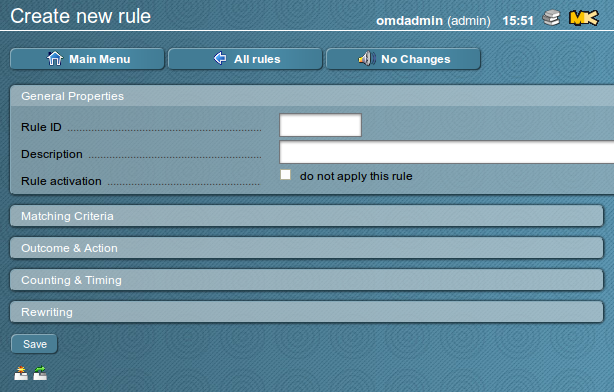 Create new rule
omdadmin (admin) 15:51 MK
Main Menu All rules No Changes
General Properties
Rule ID
Description
Rule activation do not apply this rule
Matching Criteria
Outcome & Action
Counting & Timing
Rewriting
Save